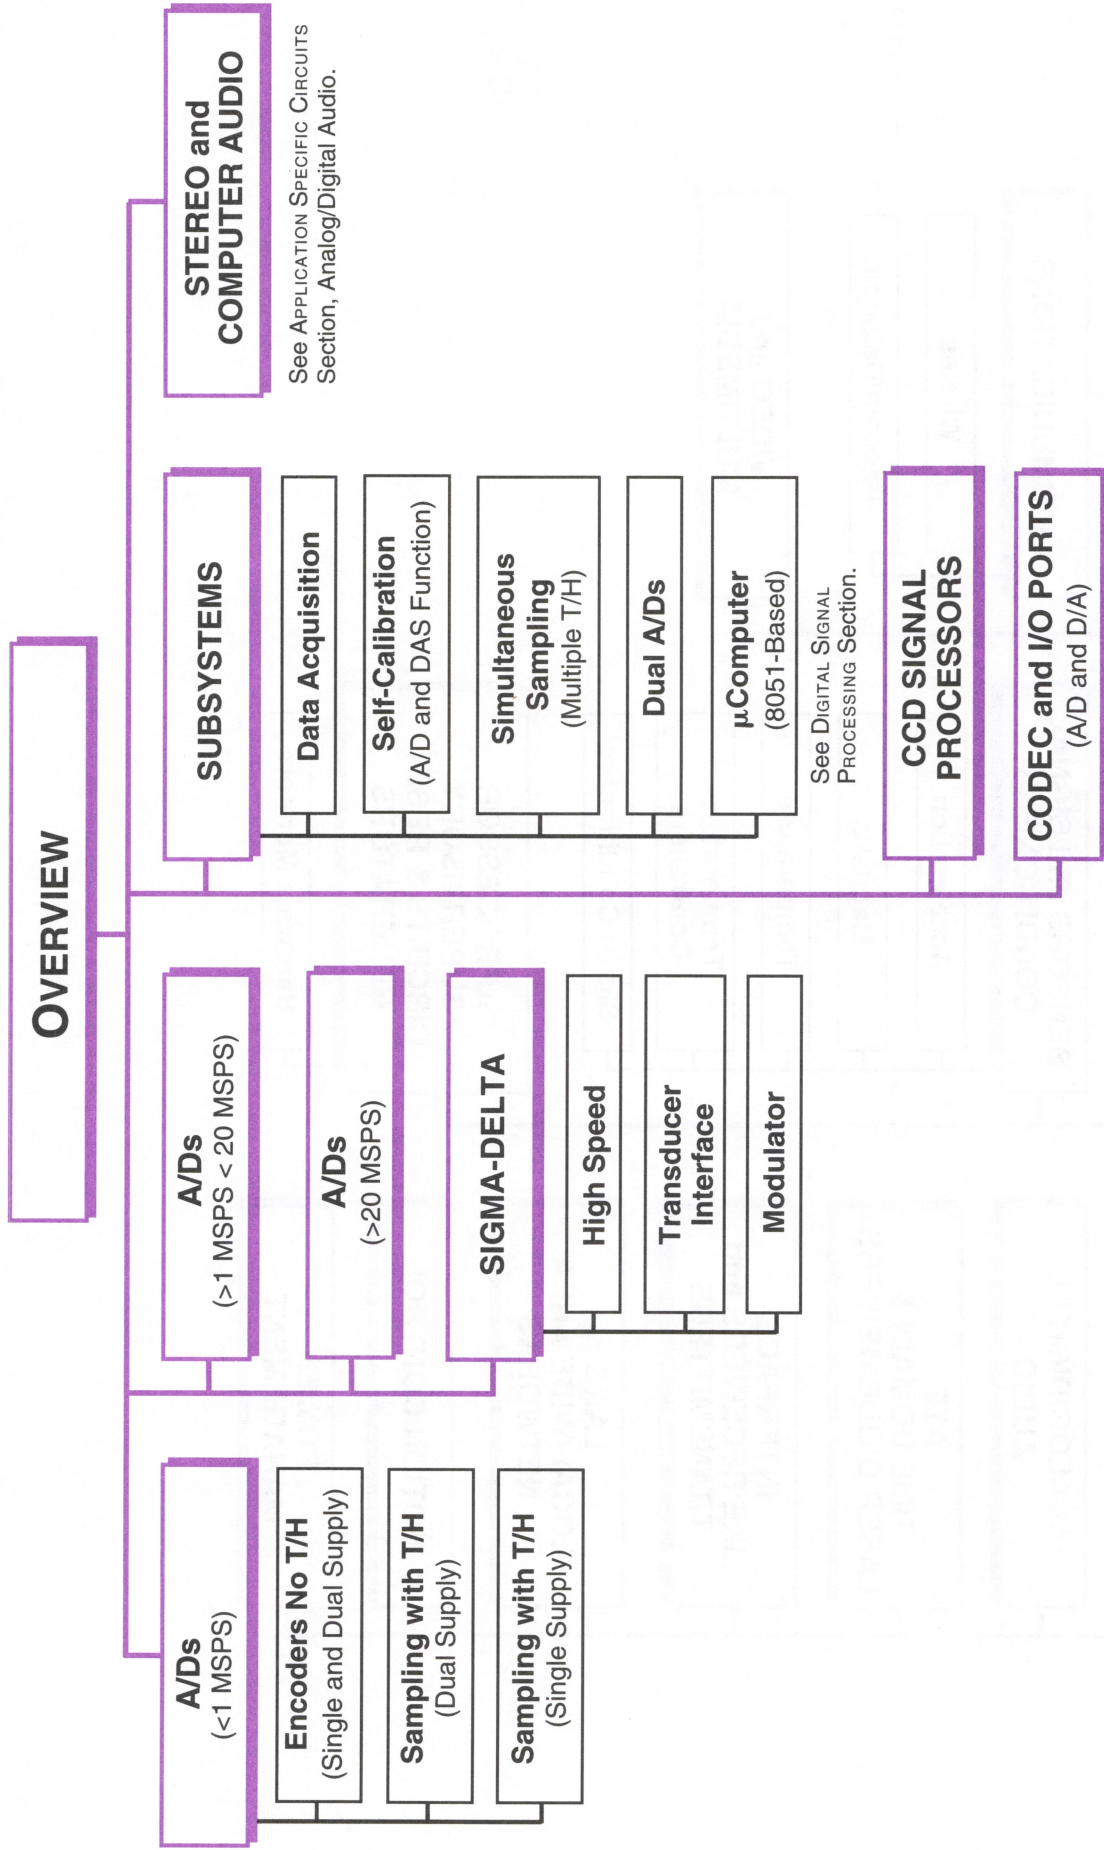 OVERVIEW
A/Ds
(<1 MSPS)
Encoders No T/H
(Single and Dual Supply)
Sampling with T/H
(Dual Supply)
Sampling with T/H
(Single Supply)
A/Ds
(>1 MSPS < 20 MSPS)
A/Ds
(>20 MSPS)
SIGMA-DELTA
High Speed
Transducer
Interface
Modulator
SUBSYSTEMS
Data Acquisition
Self-Calibration
(A/D and DAS Function)
Simultaneous
Sampling
(Multiple T/H)
Dual A/Ds
µComputer
(8051-Based)
See DIGITAL SIGNAL
PROCESSING Section.
CCD SIGNAL
PROCESSORS
CODEC and I/O PORTS
(A/D and D/A)
STEREO and
COMPUTER AUDIO
See APPLICATION SPECIFIC CIRCUITS
Section, Analog/Digital Audio.